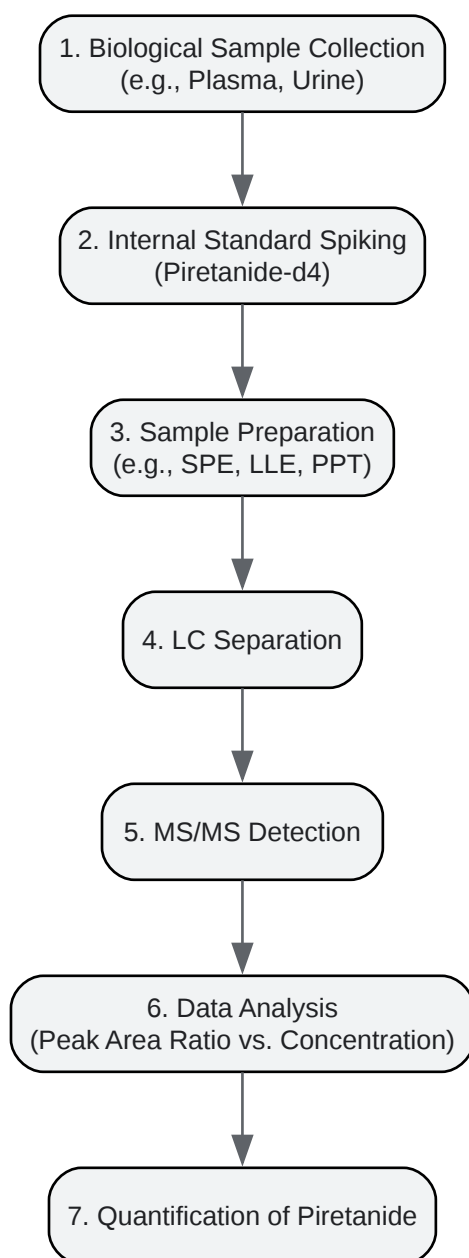 1. Biological Sample Collection
(e.g., Plasma, Urine)
2. Internal Standard Spiking
(Piretanide-d4)
3. Sample Preparation
(e.g., SPE, LLE, PPT)
4. LC Separation
5. MS/MS Detection
6. Data Analysis
(Peak Area Ratio vs. Concentration)
7. Quantification of Piretanide